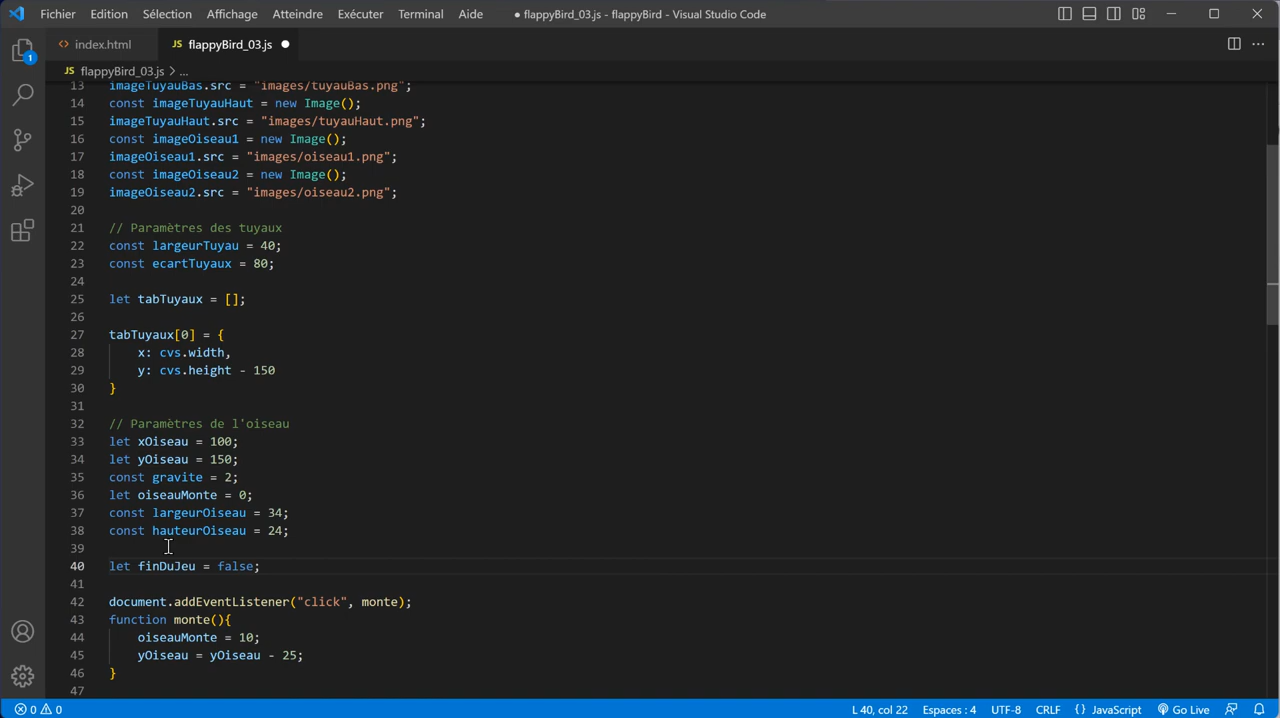 Fichier Edition Sélection Affichage Atteindre Exécuter Terminal Aide ● flappyBird_03.js - flappyBird - Visual Studio Code
<> index.html JS flappyBird_03.js ●
JS flappyBird_03.js > ...
13 imageTuyauBas.src = "images/tuyauBas.png";
14 const imageTuyauHaut = new Image();
15 imageTuyauHaut.src = "images/tuyauHaut.png";
16 const imageOiseau1 = new Image();
17 imageOiseau1.src = "images/oiseau1.png";
18 const imageOiseau2 = new Image();
19 imageOiseau2.src = "images/oiseau2.png";
20
21 // Paramètres des tuyaux
22 const largeurTuyau = 40;
23 const ecartTuyaux = 80;
24
25 let tabTuyaux = [];
26
27 tabTuyaux[0] = {
28 x: cvs.width,
29 y: cvs.height - 150
30 }
31
32 // Paramètres de l'oiseau
33 let xOiseau = 100;
34 let yOiseau = 150;
35 const gravite = 2;
36 let oiseauMonte = 0;
37 const largeurOiseau = 34;
38 const hauteurOiseau = 24;
39
40 let finDuJeu = false;
41
42 document.addEventListener("click", monte);
43 function monte(){
44 oiseauMonte = 10;
45 yOiseau = yOiseau - 25;
46 }
47
1
0 0 L 40, col 22 Espaces : 4 UTF-8 CRLF {} JavaScript Go Live